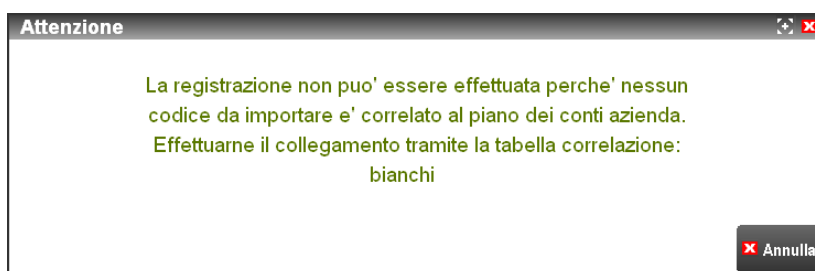 Attenzione
La registrazione non puo' essere effettuata perche' nessun
codice da importare e' correlato al piano dei conti azienda.
Effettuarne il collegamento tramite la tabella correlazione:
bianchi
Annulla